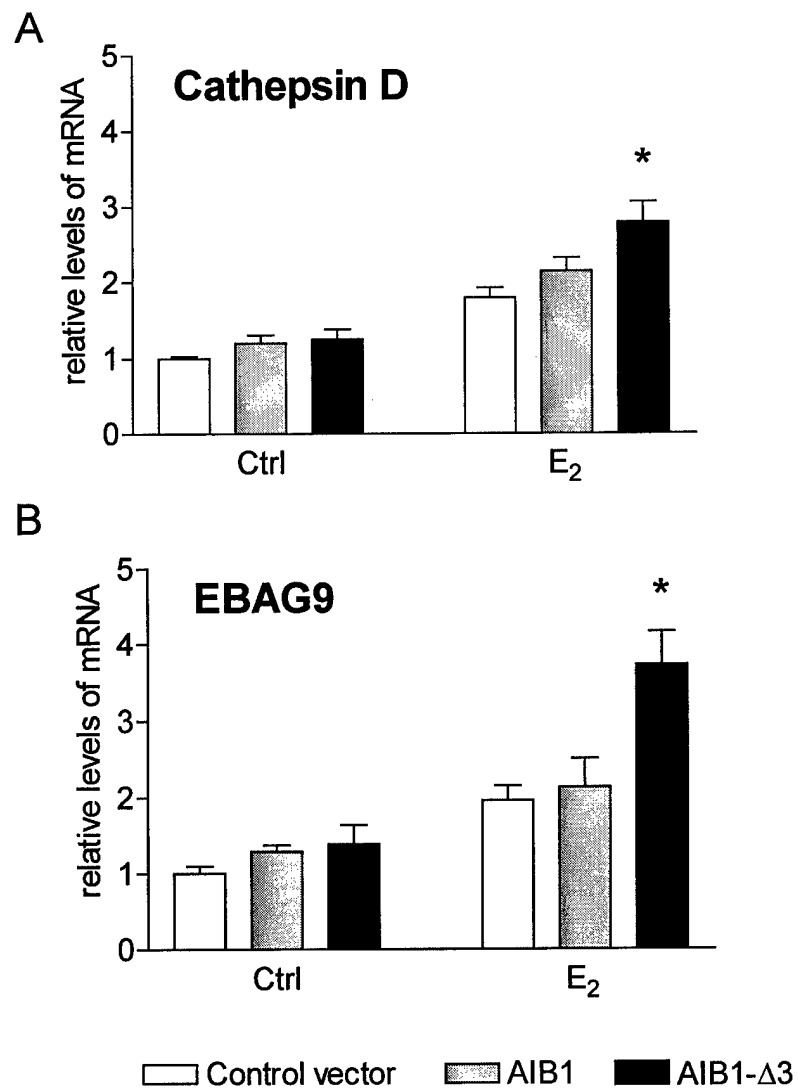 A
Cathepsin D
relative levels of mRNA
5
4
3
2
1
0
*
Ctrl
E₂
B
EBAG9
relative levels of mRNA
5
4
3
2
1
0
*
Ctrl
E₂
Control vector AIB1 AIB1-Δ3